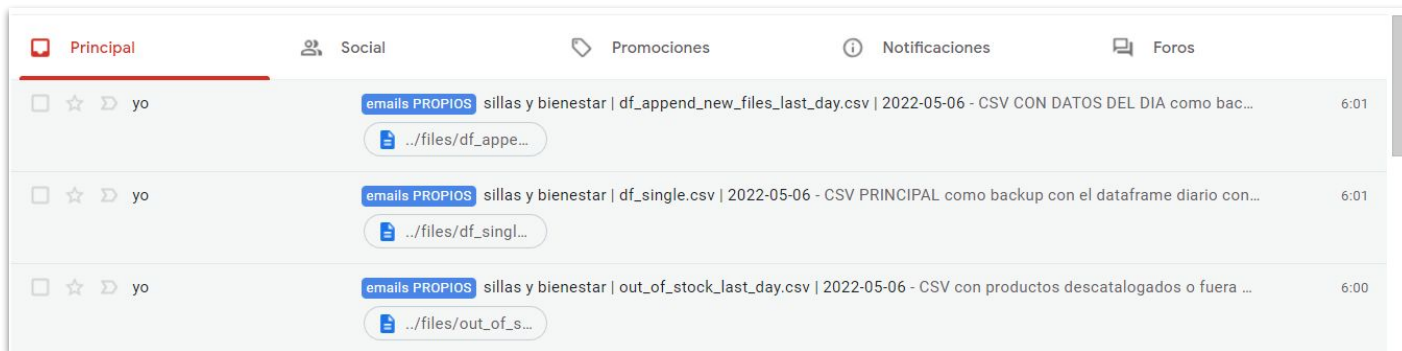 Principal Social Promociones Notificaciones Foros
yo emails PROPIOS sillas y bienestar | df_append_new_files_last_day.csv | 2022-05-06 - CSV CON DATOS DEL DIA como bac... 6:01
../files/df_appe...
yo emails PROPIOS sillas y bienestar | df_single.csv | 2022-05-06 - CSV PRINCIPAL como backup con el dataframe diario con... 6:01
../files/df_singl...
yo emails PROPIOS sillas y bienestar | out_of_stock_last_day.csv | 2022-05-06 - CSV con productos descatalogados o fuera ... 6:00
../files/out_of_s...